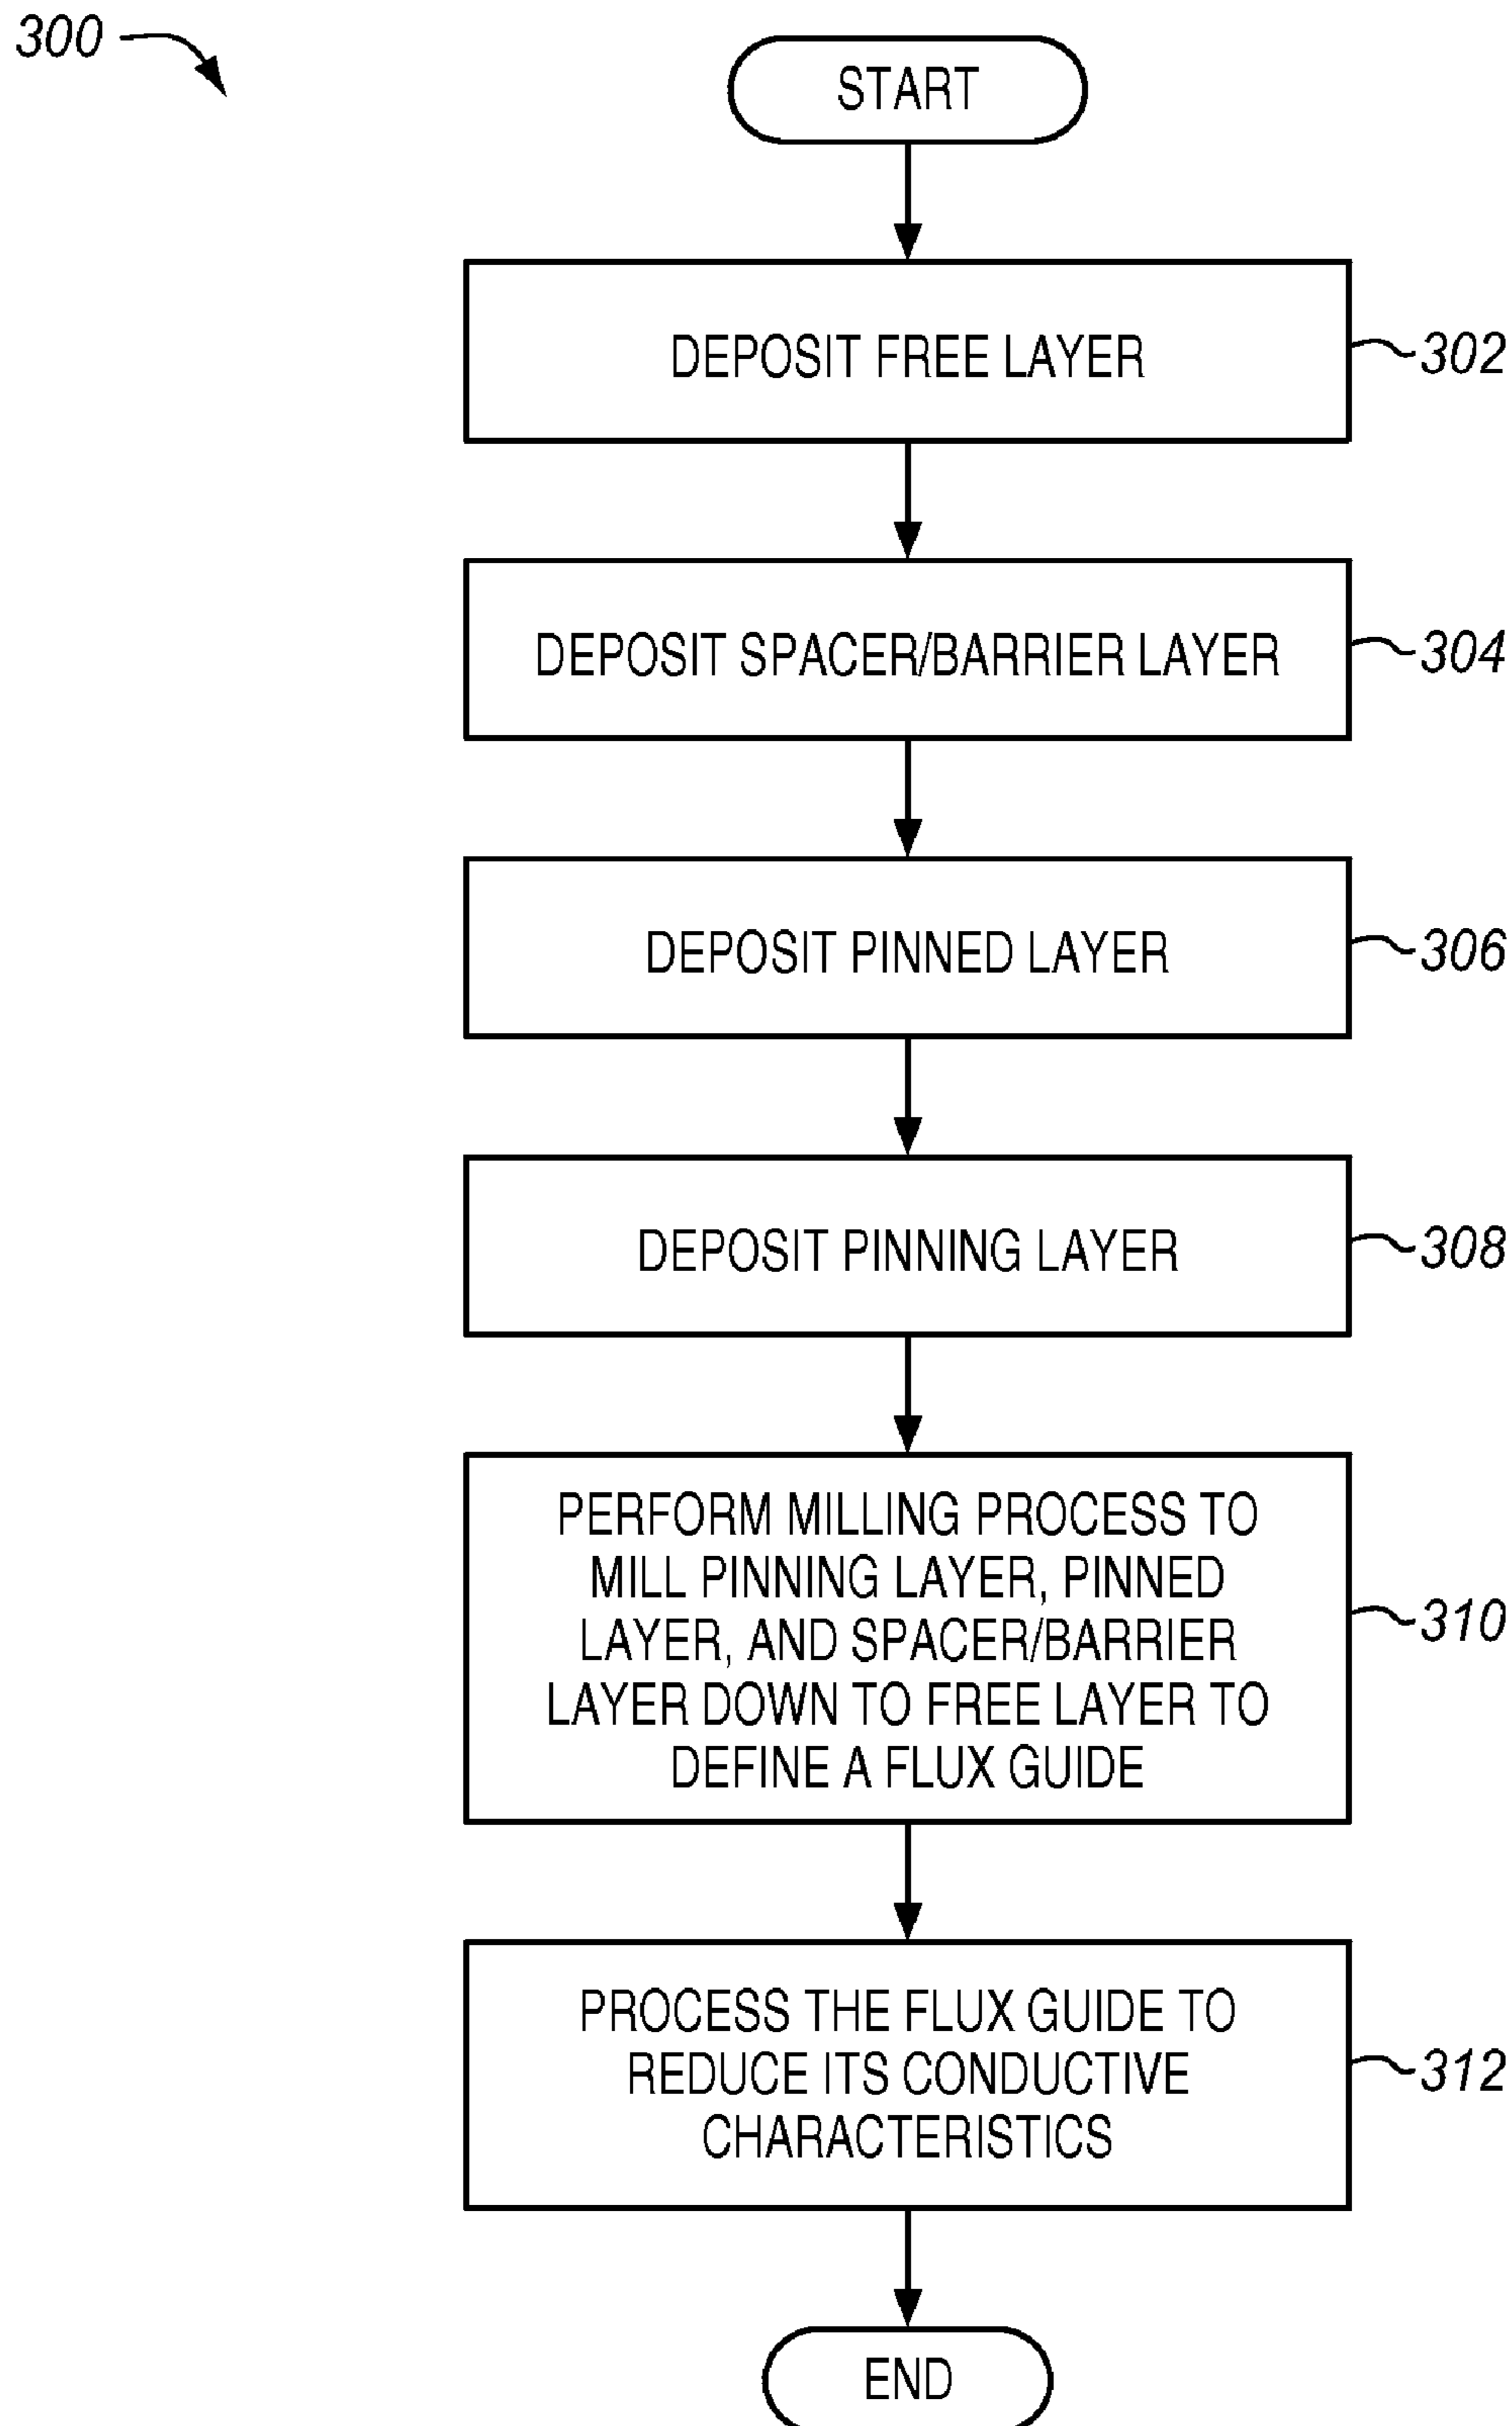 300
START
DEPOSIT FREE LAYER
302
DEPOSIT SPACER/BARRIER LAYER
304
DEPOSIT PINNED LAYER
306
DEPOSIT PINNING LAYER
308
PERFORM MILLING PROCESS TO
MILL PINNING LAYER, PINNED
LAYER, AND SPACER/BARRIER
LAYER DOWN TO FREE LAYER TO
DEFINE A FLUX GUIDE
310
PROCESS THE FLUX GUIDE TO
REDUCE ITS CONDUCTIVE
CHARACTERISTICS
312
END